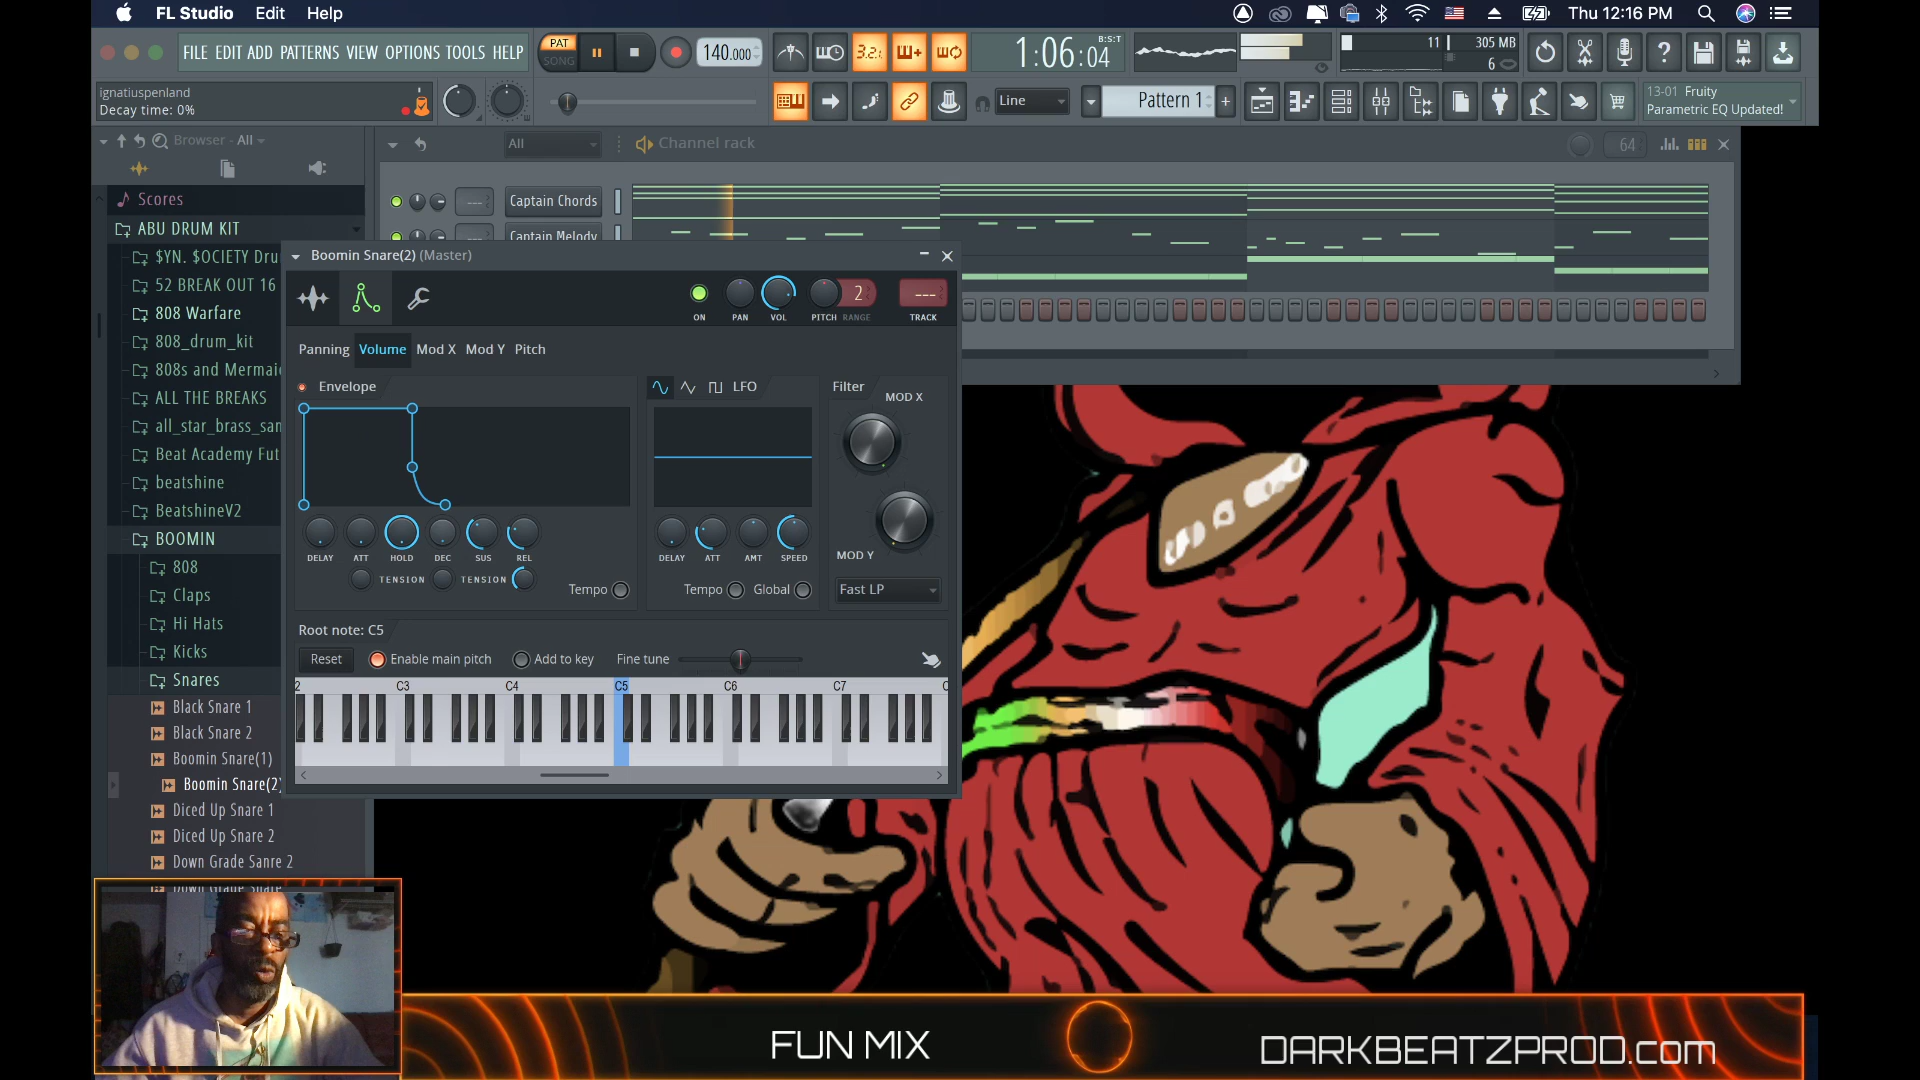 FL Studio Edit Help
Thu 12:16 PM
FILE EDIT ADD PATTERNS VIEW OPTIONS TOOLS HELP
PAT
SONG
140.000
3.2.1
1:06:04
B:S:T
11
305 MB
6
ignatiuspenland
Decay time: 0%
Line
Pattern 1
+
13-01 Fruity
Parametric EQ Updated!
Browser - All
All
Channel rack
64
Scores
ABU DRUM KIT
$YN. $OCIETY Dru
52 BREAK OUT 16
808 Warfare
808_drum_kit
808s and Mermai
ALL THE BREAKS
all_star_brass_san
Beat Academy Fut
beatshine
BeatshineV2
BOOMIN
808
Claps
Hi Hats
Kicks
Snares
Black Snare 1
Black Snare 2
Boomin Snare(1)
Boomin Snare(2)
Diced Up Snare 1
Diced Up Snare 2
Down Grade Sanre 2
Down Grade Snare
Captain Chords
Captain Melody
Boomin Snare(2) (Master)
2
---
ON PAN VOL PITCH RANGE TRACK
Panning Volume Mod X Mod Y Pitch
Envelope
LFO
Filter
MOD X
DELAY ATT HOLD DEC SUS REL
TENSION TENSION
Tempo
DELAY ATT AMT SPEED
Tempo Global
MOD Y
Fast LP
Root note: C5
Reset Enable main pitch Add to key Fine tune
2 C3 C4 C5 C6 C7 C
FUN MIX
DARKBEATZPROD.com